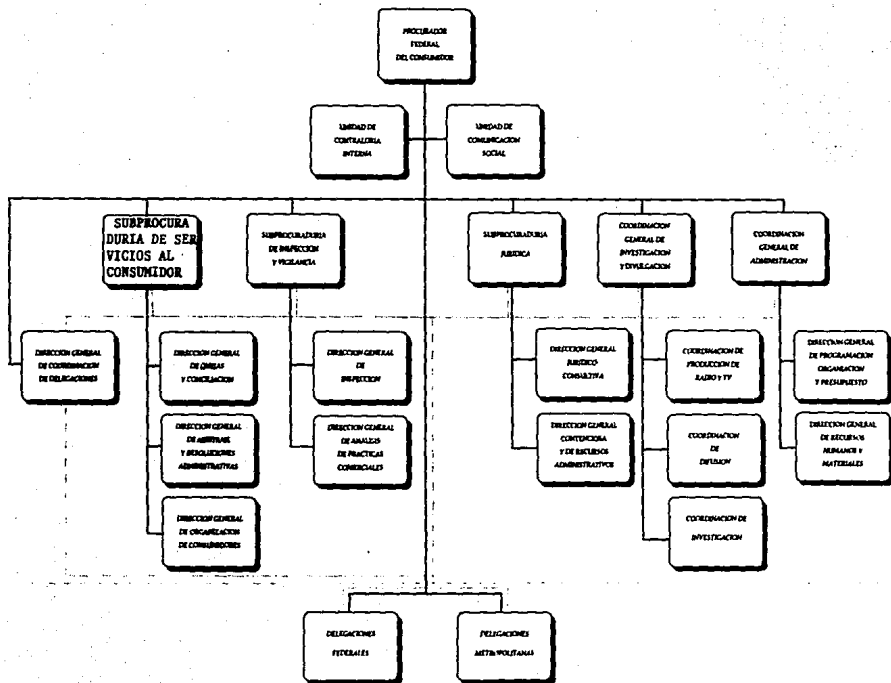 PROCURADOR
FEDERAL
DEL CONSUMIDOR
UNIDAD DE
CONTRALORIA
INTERNA
UNIDAD DE
COMUNICACION
SOCIAL
SUBPROCURA
DURIA DE SER
VICIOS AL
CONSUMIDOR
SUBPROCURADURIA
DE INSPECCION
Y VIGILANCIA
SUBPROCURADURIA
JURIDICA
COORDINACION
GENERAL DE
INVESTIGACION
Y DIVULGACION
COORDINACION
GENERAL DE
ADMINISTRACION
DIRECCION GENERAL
DE COORDINACION
DE DELEGACIONES
DIRECCION GENERAL
DE QUEJAS
Y CONCILIACION
DIRECCION GENERAL
DE
INSPECCION
DIRECCION GENERAL
JURIDICO
CONSULTIVA
COORDINACION DE
PRODUCCION DE
RADIO Y TV
DIRECCION GENERAL
DE PROGRAMACION
ORGANISACION
Y PRESUPUESTO
DIRECCION GENERAL
DE ARBITRAJE
Y RESOLUCIONES
ADMINISTRATIVAS
DIRECCION GENERAL
DE ANALISIS
DE PRACTICAS
COMERCIALES
DIRECCION GENERAL
CONTENCIOSA
Y DE RECURSOS
ADMINISTRATIVOS
COORDINACION
DE
DIFUSION
DIRECCION GENERAL
DE RECURSOS
HUMANOS Y
MATERIALES
DIRECCION GENERAL
DE ORGANIZACION
DE CONSUMIDORES
COORDINACION DE
INVESTIGACION
DELEGACIONES
FEDERALES
DELEGACIONES
METROPOLITANAS